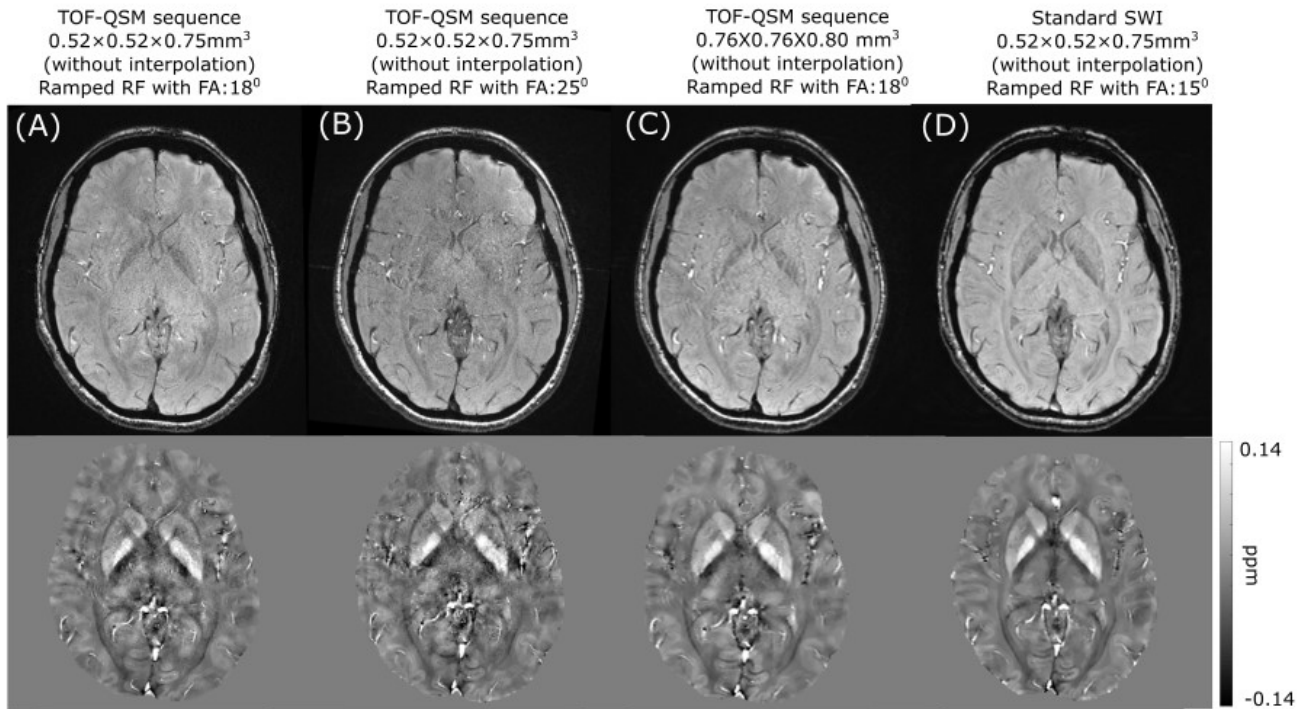 TOF-QSM sequence
0.52×0.52×0.75mm³
(without interpolation)
Ramped RF with FA:18⁰
TOF-QSM sequence
0.52×0.52×0.75mm³
(without interpolation)
Ramped RF with FA:25⁰
TOF-QSM sequence
0.76X0.76X0.80 mm³
(without interpolation)
Ramped RF with FA:18⁰
Standard SWI
0.52×0.52×0.75mm³
(without interpolation)
Ramped RF with FA:15⁰
(A)
(B)
(C)
(D)
0.14
ppm
-0.14